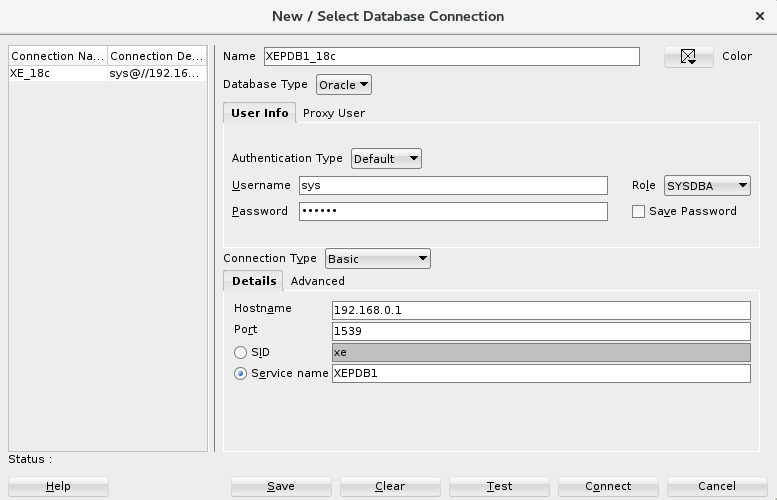 New / Select Database Connection
Connection Na... Connection De...
XE_18c sys@//192.16...
Name XEPDB1_18c Color
Database Type Oracle
User Info Proxy User
Authentication Type Default
Username sys Role SYSDBA
Password •••••• Save Password
Connection Type Basic
Details Advanced
Hostname 192.168.0.1
Port 1539
SID xe
Service name XEPDB1
Status :
Help Save Clear Test Connect Cancel